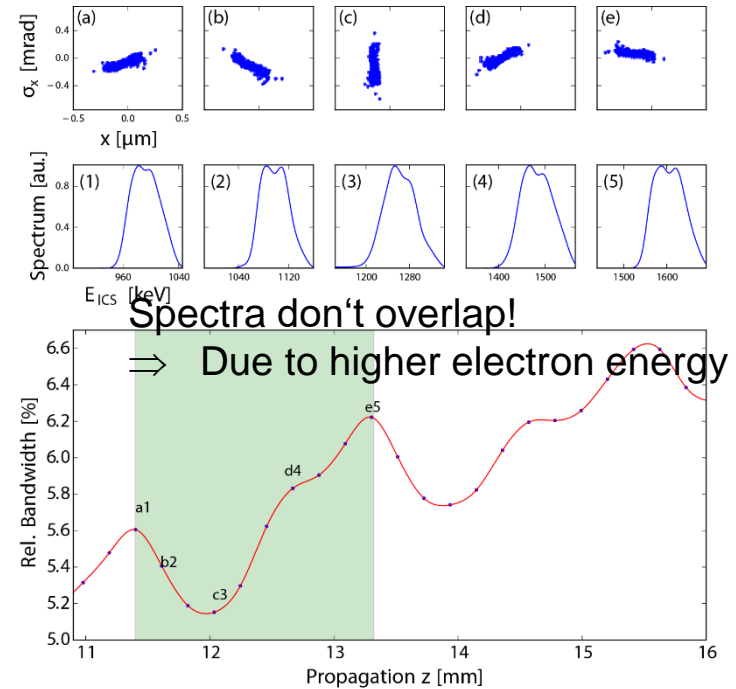 (a) (b) (c) (d) (e)
σx [mrad]
0.4
0.0
−0.4
−0.5 0.0 0.5
x [µm]
Spectrum [au.]
(1) (2) (3) (4) (5)
0.8
0.4
0.0
960 1040 1040 1120 1200 1280 1400 1500 1500 1600
E ICS [keV]
Spectra don‘t overlap!
⇒ Due to higher electron energy
Rel. Bandwidth [%]
6.6
6.4
6.2
6.0
5.8
5.6
5.4
5.2
5.0
e5
d4
a1
b2
c3
11 12 13 14 15 16
Propagation z [mm]